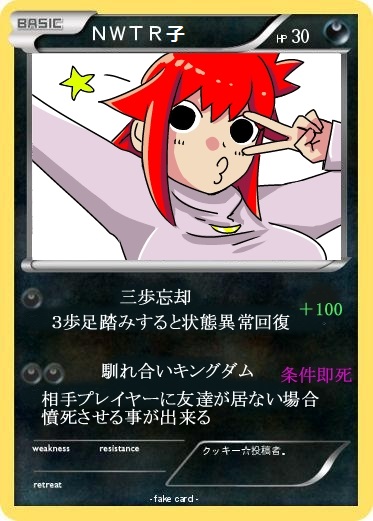 BASIC
ＮＷＴＲ子
HP 30
三歩忘却
3歩足踏みすると状態異常回復
＋100
馴れ合いキングダム
条件即死
相手プレイヤーに友達が居ない場合
憤死させる事が出来る
weakness
resistance
クッキー☆投稿者。
retreat
- fake card -